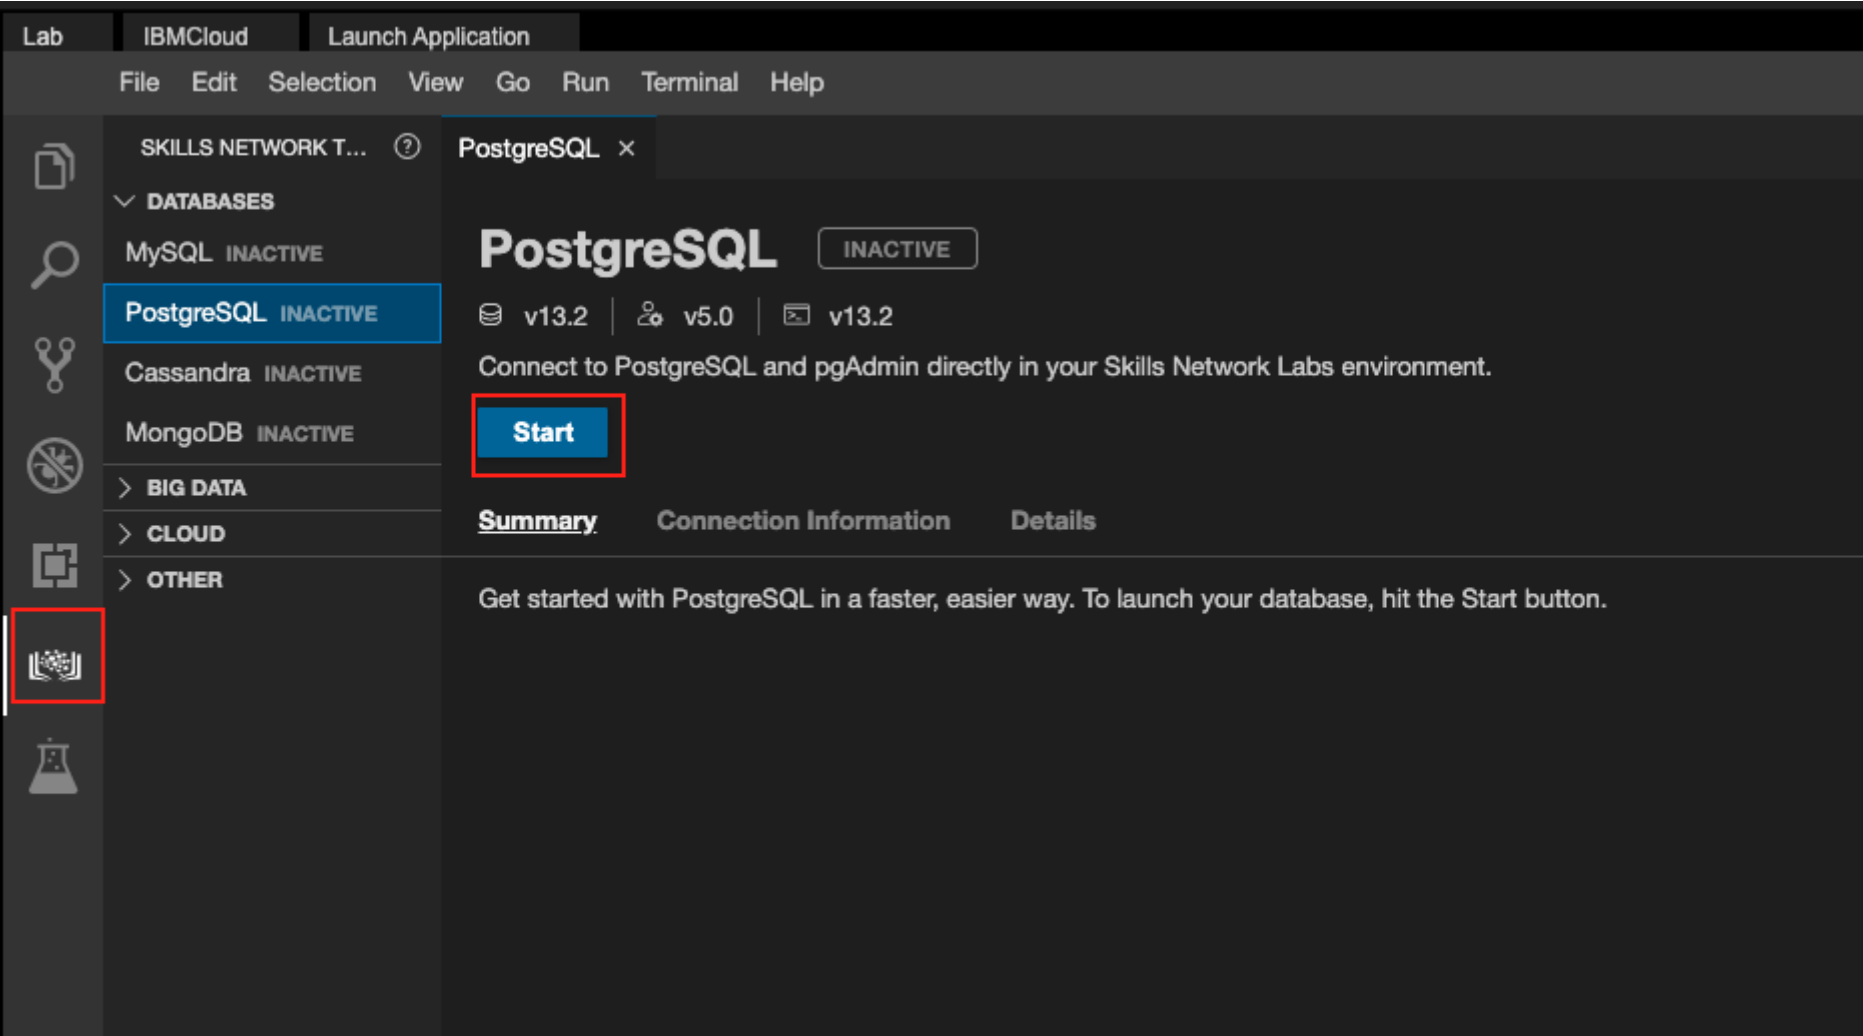 Lab IBMCloud Launch Application
File Edit Selection View Go Run Terminal Help
SKILLS NETWORK T...
DATABASES
MySQL INACTIVE
PostgreSQL INACTIVE
Cassandra INACTIVE
MongoDB INACTIVE
BIG DATA
CLOUD
OTHER
PostgreSQL
PostgreSQL INACTIVE
v13.2 v5.0 v13.2
Connect to PostgreSQL and pgAdmin directly in your Skills Network Labs environment.
Start
Summary Connection Information Details
Get started with PostgreSQL in a faster, easier way. To launch your database, hit the Start button.